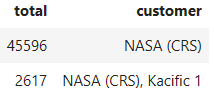 total customer
45596 NASA (CRS)
2617 NASA (CRS), Kacific 1